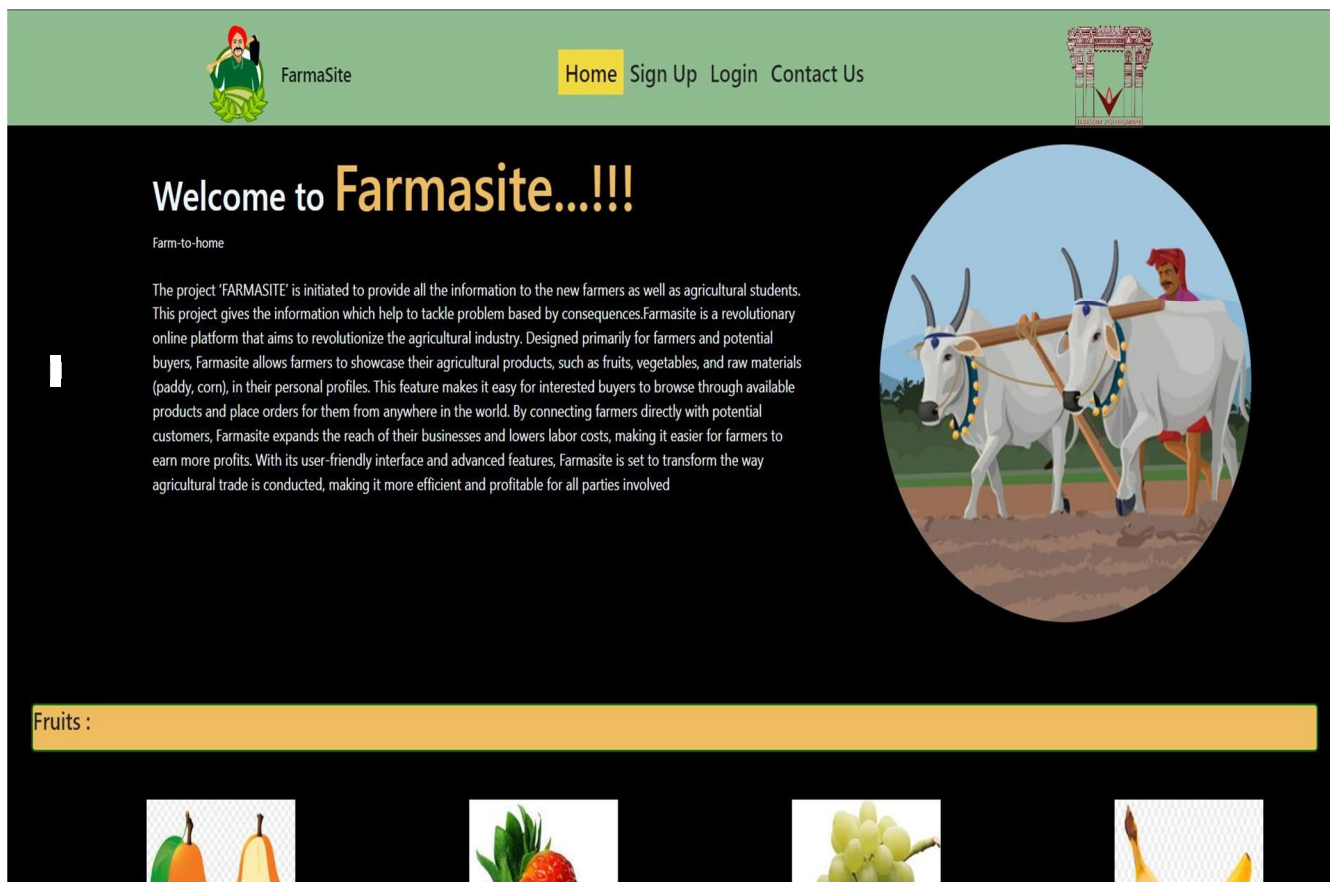 FarmaSite
Home Sign Up Login Contact Us
Welcome to Farmasite...!!!
Farm-to-home
The project ‘FARMASITE’ is initiated to provide all the information to the new farmers as well as agricultural students.
This project gives the information which help to tackle problem based by consequences.Farmasite is a revolutionary
online platform that aims to revolutionize the agricultural industry. Designed primarily for farmers and potential
buyers, Farmasite allows farmers to showcase their agricultural products, such as fruits, vegetables, and raw materials
(paddy, corn), in their personal profiles. This feature makes it easy for interested buyers to browse through available
products and place orders for them from anywhere in the world. By connecting farmers directly with potential
customers, Farmasite expands the reach of their businesses and lowers labor costs, making it easier for farmers to
earn more profits. With its user-friendly interface and advanced features, Farmasite is set to transform the way
agricultural trade is conducted, making it more efficient and profitable for all parties involved
Fruits :